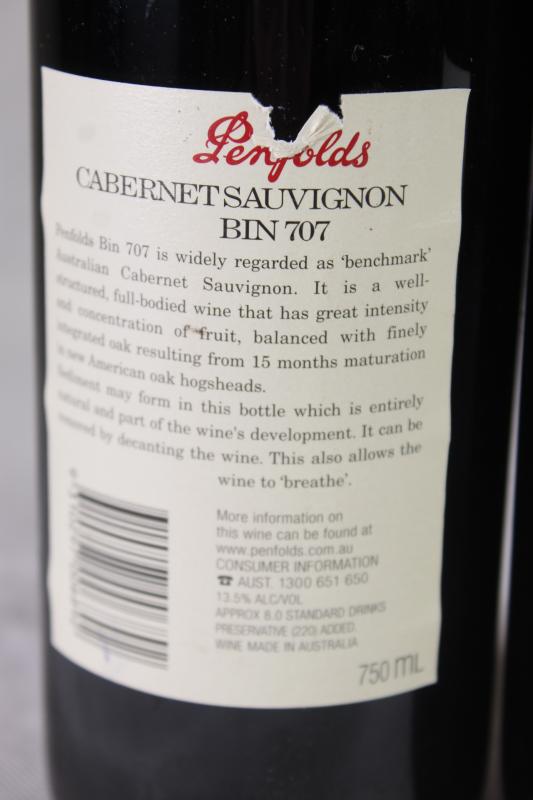 Penfolds
CABERNET SAUVIGNON
BIN 707
Penfolds Bin 707 is widely regarded as ‘benchmark’
Australian Cabernet Sauvignon. It is a well-
structured, full-bodied wine that has great intensity
and concentration of fruit, balanced with finely
integrated oak resulting from 15 months maturation
in new American oak hogsheads.
Sediment may form in this bottle which is entirely
natural and part of the wine's development. It can be
removed by decanting the wine. This also allows the
wine to ‘breathe’.
More information on
this wine can be found at
www.penfolds.com.au
CONSUMER INFORMATION
☎ AUST. 1300 651 650
13.5% ALC/VOL
APPROX 8.0 STANDARD DRINKS
PRESERVATIVE (220) ADDED.
WINE MADE IN AUSTRALIA
750 ML